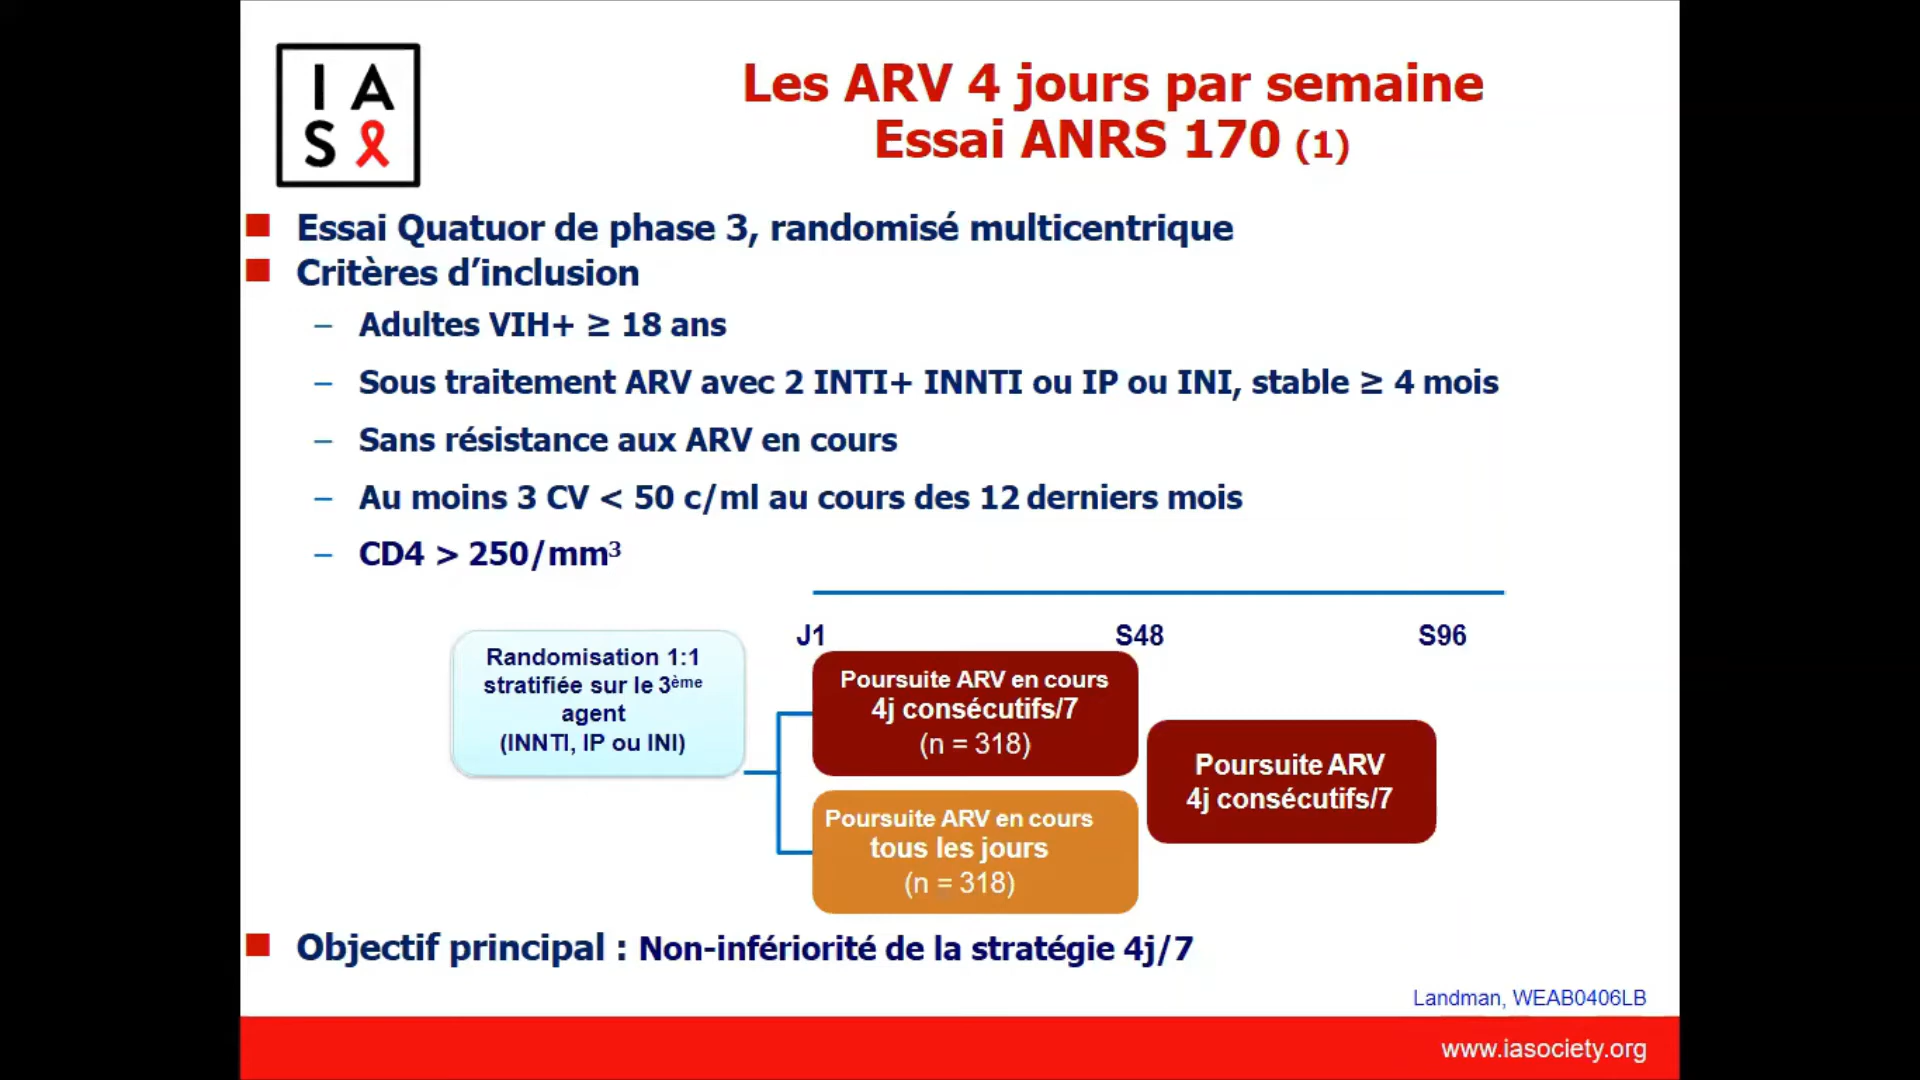 I A
S
Les ARV 4 jours par semaine
Essai ANRS 170 (1)
Essai Quatuor de phase 3, randomisé multicentrique
Critères d’inclusion
– Adultes VIH+ ≥ 18 ans
– Sous traitement ARV avec 2 INTI+ INNTI ou IP ou INI, stable ≥ 4 mois
– Sans résistance aux ARV en cours
– Au moins 3 CV < 50 c/ml au cours des 12 derniers mois
– CD4 > 250/mm³
J1 S48 S96
Randomisation 1:1
stratifiée sur le 3ème
agent
(INNTI, IP ou INI)
Poursuite ARV en cours
4j consécutifs/7
(n = 318)
Poursuite ARV en cours
tous les jours
(n = 318)
Poursuite ARV
4j consécutifs/7
Objectif principal : Non-infériorité de la stratégie 4j/7
Landman, WEAB0406LB
www.iasociety.org